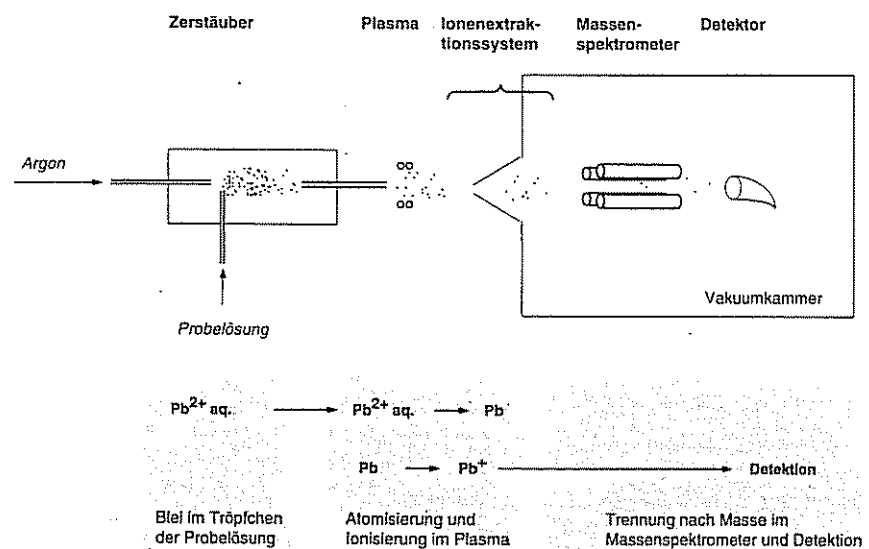 Zerstäuber Plasma Ionenextrak- Massen- Detektor
tionssystem spektrometer
Argon
Vakuumkammer
Probelösung
Pb2+ aq. Pb2+ aq. Pb
Pb Pb+ Detektion
Blei im Tröpfchen
der Probelösung
Atomisierung und
Ionisierung im Plasma
Trennung nach Masse im
Massenspektrometer und Detektion